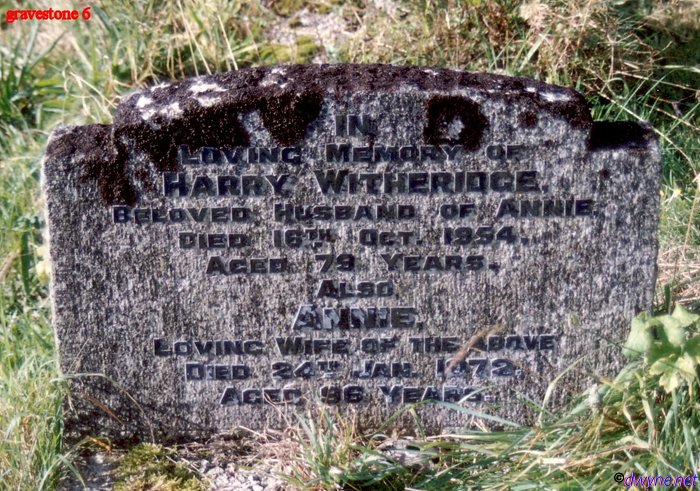 gravestone 6
IN
LOVING MEMORY OF
HARRY WITHERIDGE.
BELOVED HUSBAND OF ANNIE.
DIED 16TH OCT. 1954.
AGED 79 YEARS.
ALSO
ANNIE.
LOVING WIFE OF THE ABOVE
DIED 24TH JAN. 1972.
AGED 96 YEARS.
©dwyne.net